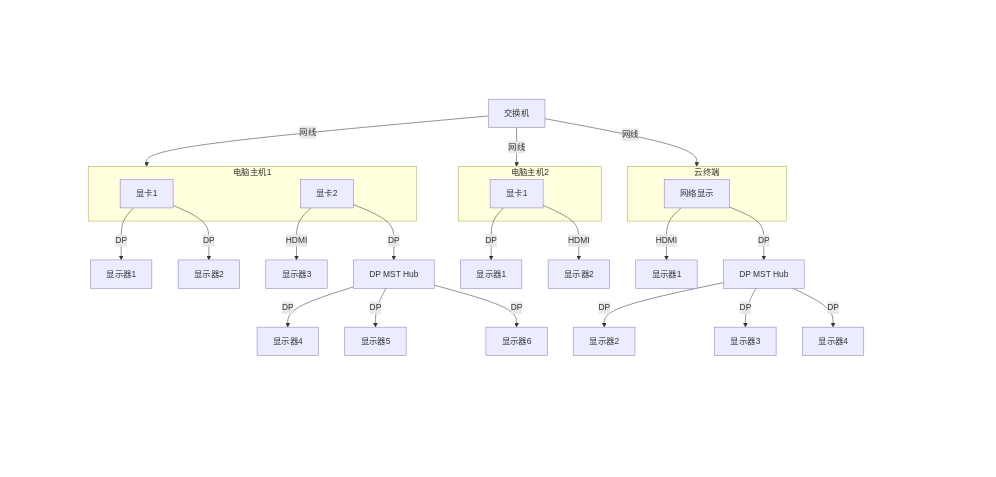 交换机
网线
网线
网线
电脑主机1
电脑主机2
云终端
显卡1
显卡2
显卡1
网络显示
DP
DP
HDMI
DP
DP
HDMI
HDMI
DP
显示器1
显示器2
显示器3
DP MST Hub
显示器1
显示器2
显示器1
DP MST Hub
DP
DP
DP
DP
DP
DP
显示器4
显示器5
显示器6
显示器2
显示器3
显示器4